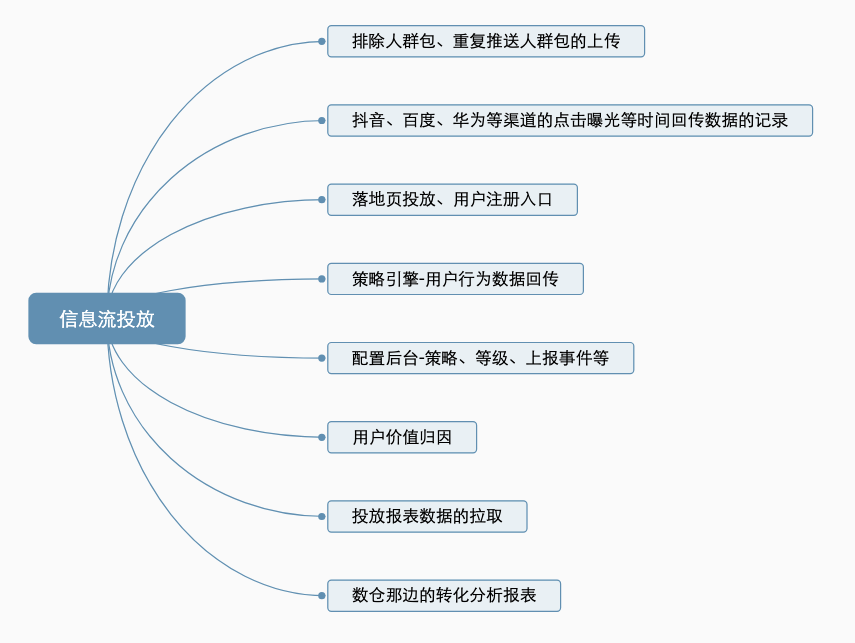 排除人群包、重复推送人群包的上传
抖音、百度、华为等渠道的点击曝光等时间回传数据的记录
落地页投放、用户注册入口
策略引擎-用户行为数据回传
信息流投放
配置后台-策略、等级、上报事件等
用户价值归因
投放报表数据的拉取
数仓那边的转化分析报表